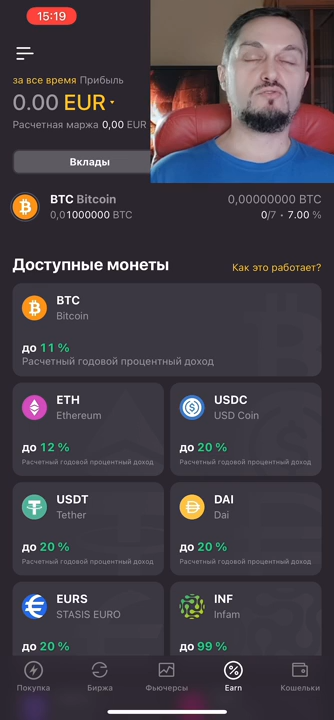 15:19
за все время Прибыль
0.00 EUR
Расчетная маржа 0,00 EUR
Вклады
BTC Bitcoin
0,00000000 BTC
0,01000000 BTC
0/7 • 7.00 %
Доступные монеты
Как это работает?
BTC
Bitcoin
до 11 %
Расчетный годовой процентный доход
ETH
Ethereum
до 12 %
Расчетный годовой процентный доход
USDC
USD Coin
до 20 %
Расчетный годовой процентный доход
USDT
Tether
до 20 %
Расчетный годовой процентный доход
DAI
Dai
до 20 %
Расчетный годовой процентный доход
EURS
STASIS EURO
до 20 %
INF
Infam
до 99 %
Покупка
Биржа
Фьючерсы
Earn
Кошельки